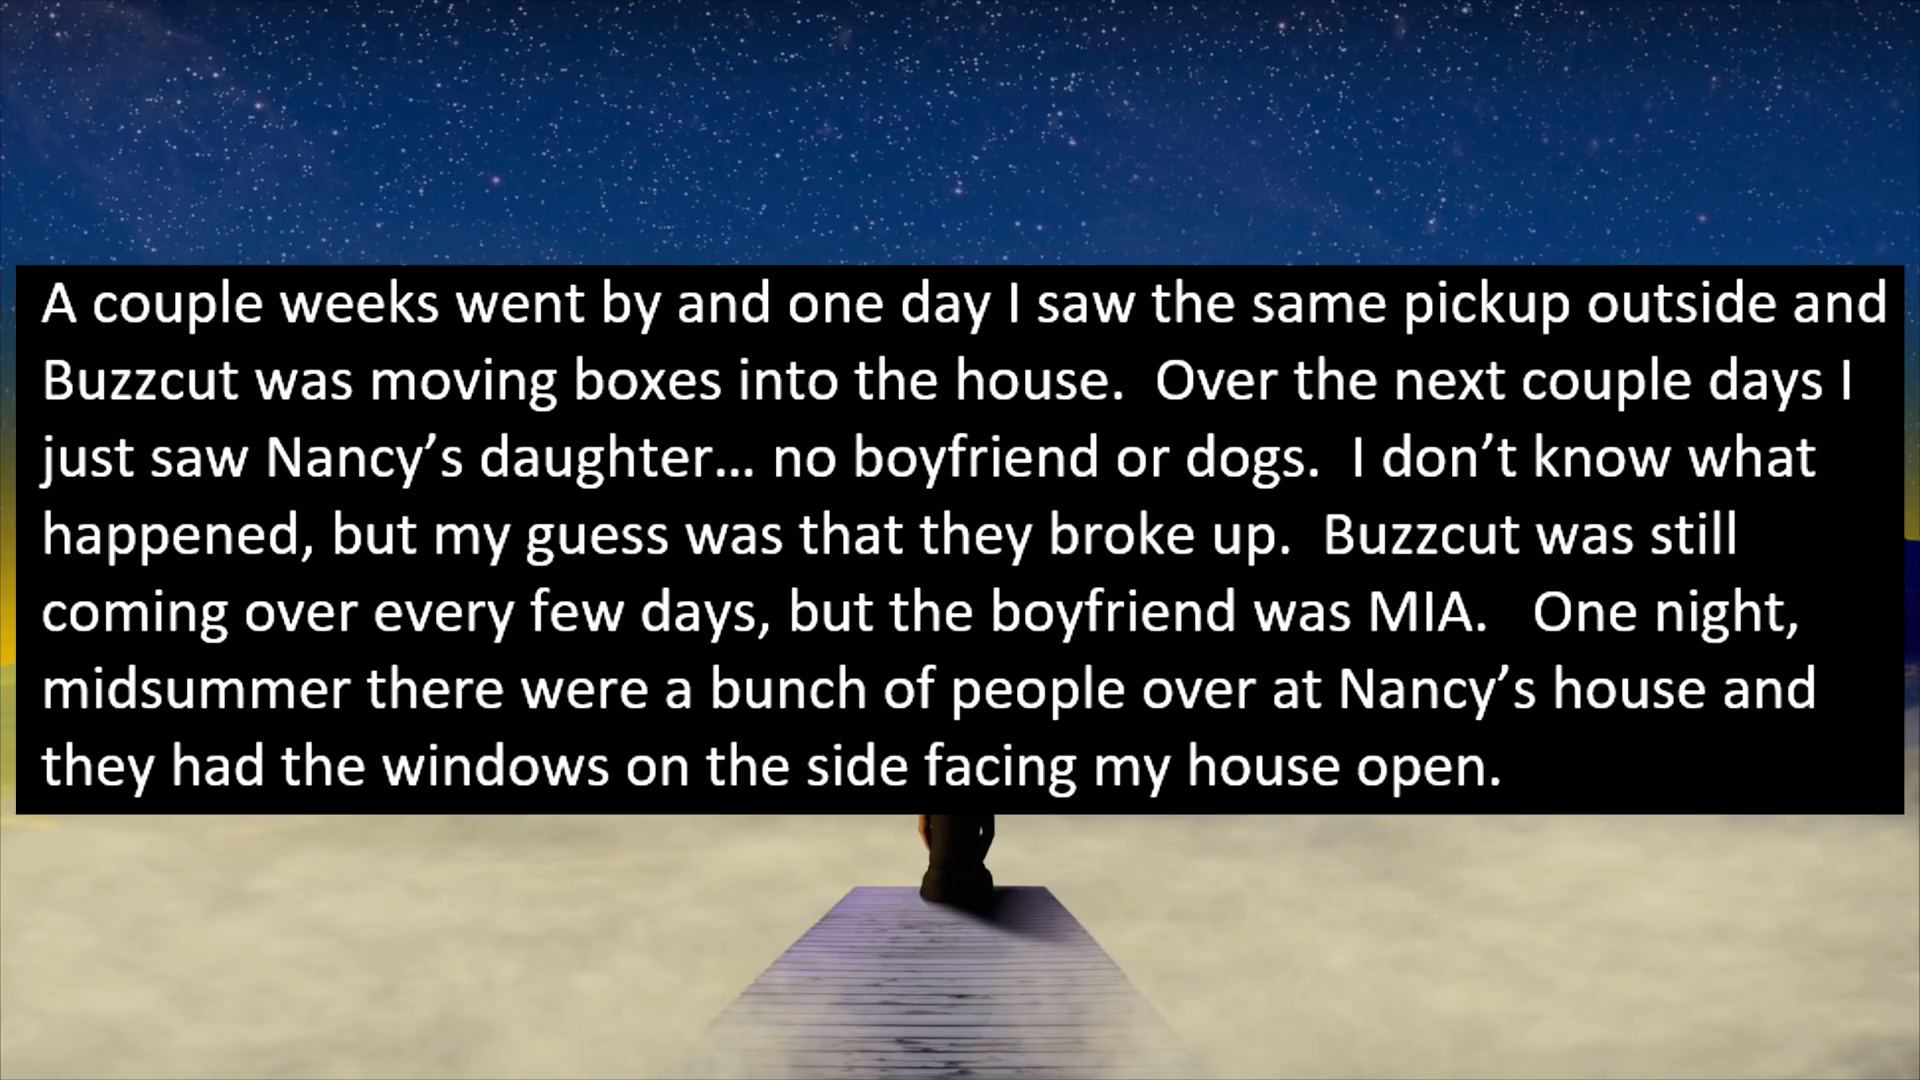 A couple weeks went by and one day I saw the same pickup outside and
Buzzcut was moving boxes into the house.  Over the next couple days I
just saw Nancy’s daughter… no boyfriend or dogs.  I don’t know what
happened, but my guess was that they broke up.  Buzzcut was still
coming over every few days, but the boyfriend was MIA.   One night,
midsummer there were a bunch of people over at Nancy’s house and
they had the windows on the side facing my house open.